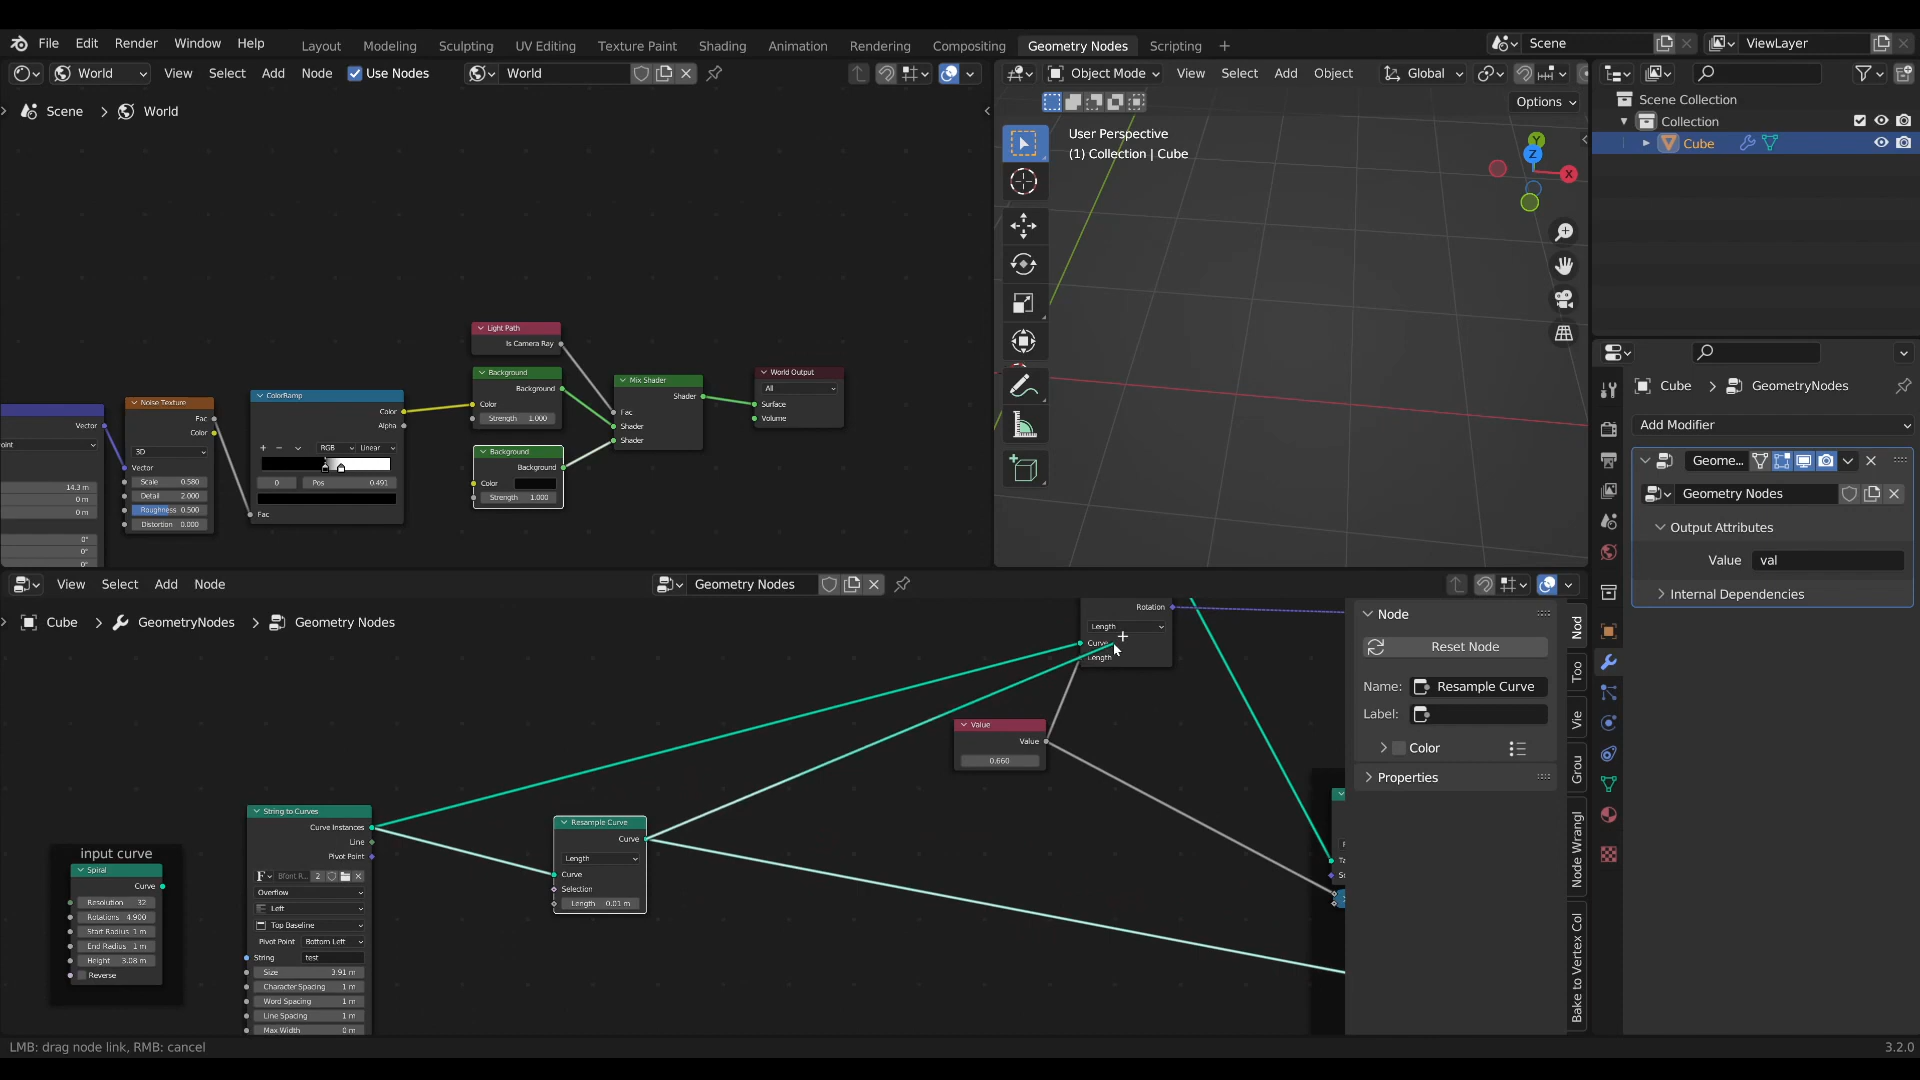 File Edit Render Window Help Layout Modeling Sculpting UV Editing Texture Paint Shading Animation Rendering Compositing Geometry Nodes Scripting Scene ViewLayer
World View Select Add Node Use Nodes World
Scene > World
Light Path
Is Camera Ray
Background
Background
Color
Strength 1.000
Mix Shader
Shader
Fac
Shader
Shader
World Output
All
Surface
Volume
Background
Background
Color
Strength 1.000
Vector
14.3 m
0 m
0 m
0°
0°
0°
Noise Texture
Fac
Color
3D
Vector
Scale 0.580
Detail 2.000
Roughness 0.500
Distortion 0.000
ColorRamp
Color
Alpha
RGB Linear
0 Pos 0.491
Fac
Object Mode View Select Add Object Global
Options
User Perspective
(1) Collection | Cube
Y
Z
X
Scene Collection
Collection
Cube
Cube > GeometryNodes
Add Modifier
Geome...
Geometry Nodes
Output Attributes
Value val
Internal Dependencies
View Select Add Node Geometry Nodes
Cube > GeometryNodes > Geometry Nodes
Rotation
Length
Curve
Length
Value
Value
0.660
input curve
Spiral
Curve
Resolution 32
Rotations 4.900
Start Radius 1 m
End Radius 1 m
Height 3.08 m
Reverse
String to Curves
Curve Instances
Line
Pivot Point
Bfont R... 2
Overflow
Left
Top Baseline
Pivot Point Bottom Left
String test
Size 3.91 m
Character Spacing 1 m
Word Spacing 1 m
Line Spacing 1 m
Max Width 0 m
Resample Curve
Curve
Length
Curve
Selection
Length 0.01 m
Node
Reset Node
Name: Resample Curve
Label:
Color
Properties
Nod
Too
Vie
Grou
Node Wrangl
Bake to Vertex Col
LMB: drag node link, RMB: cancel
3.2.0